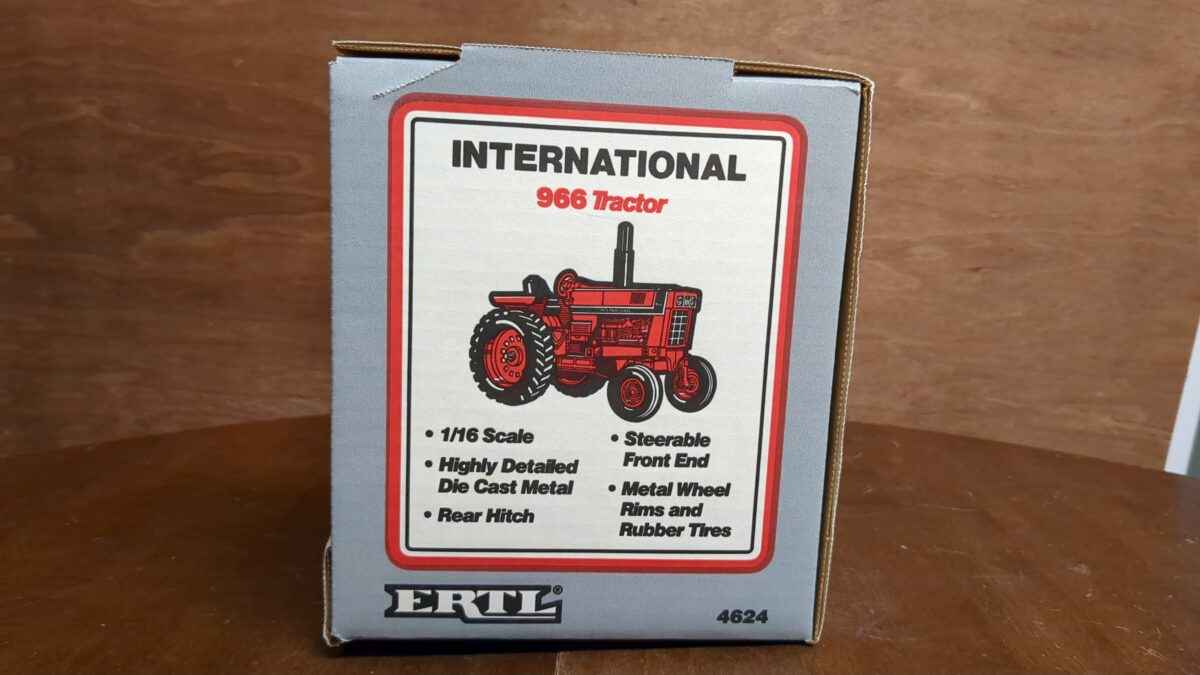 INTERNATIONAL
966 Tractor
• 1/16 Scale
• Highly Detailed
Die Cast Metal
• Rear Hitch
• Steerable
Front End
• Metal Wheel
Rims and
Rubber Tires
ERTL®
4624